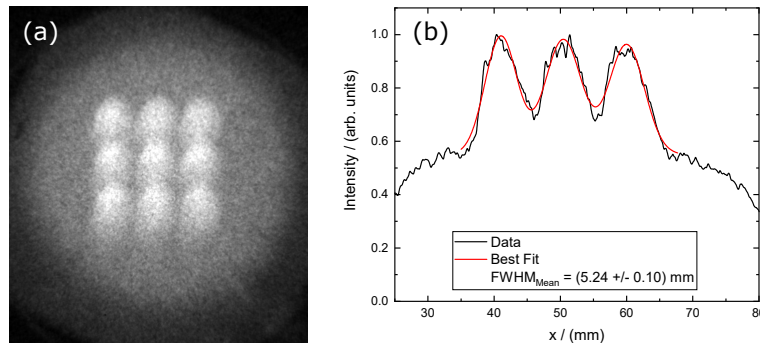 (a)
(b)
Intensity / (arb. units)
1.0
0.8
0.6
0.4
0.2
0.0
Data
Best Fit
FWHM_Mean = (5.24 +/- 0.10) mm
30 40 50 60 70 80
x / (mm)